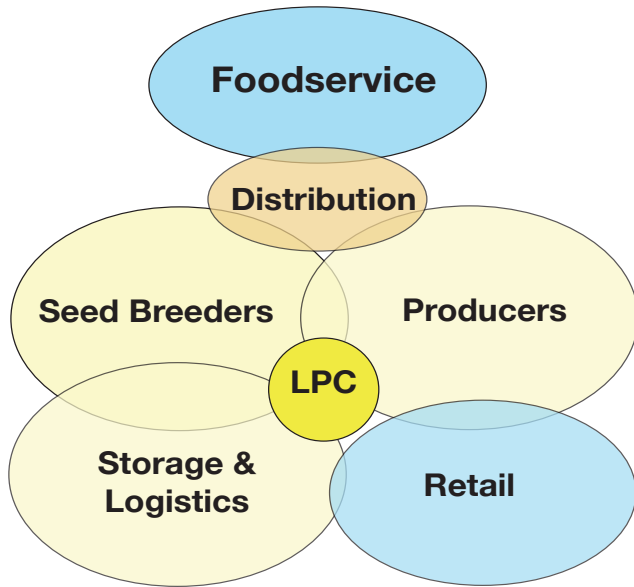 Foodservice
Distribution
Seed Breeders
Producers
LPC
Storage &
Logistics
Retail